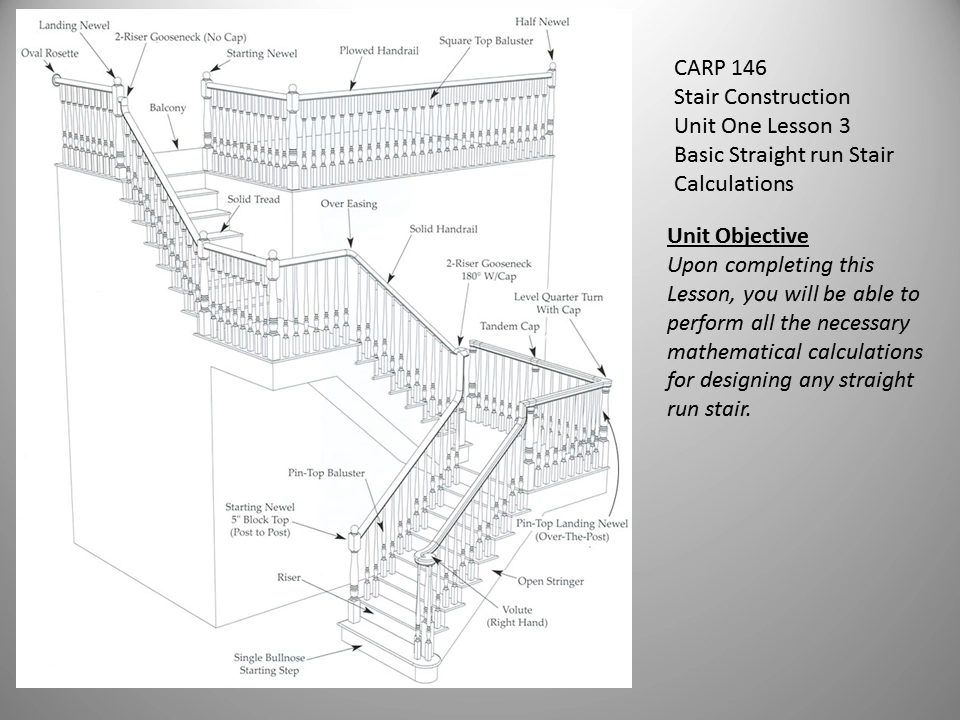 Half Newel
Landing Newel
2-Riser Gooseneck (No Cap)
Square Top Baluster
Oval Rosette
Starting Newel
Plowed Handrail
Balcony
Solid Tread
Over Easing
Solid Handrail
2-Riser Gooseneck
180° W/Cap
Level Quarter Turn
With Cap
Tandem Cap
Pin-Top Baluster
Starting Newel
5" Block Top
(Post to Post)
Pin-Top Landing Newel
(Over-The-Post)
Riser
Open Stringer
Volute
(Right Hand)
Single Bullnose
Starting Step
CARP 146
Stair Construction
Unit One Lesson 3
Basic Straight run Stair
Calculations
Unit Objective
Upon completing this
Lesson, you will be able to
perform all the necessary
mathematical calculations
for designing any straight
run stair.